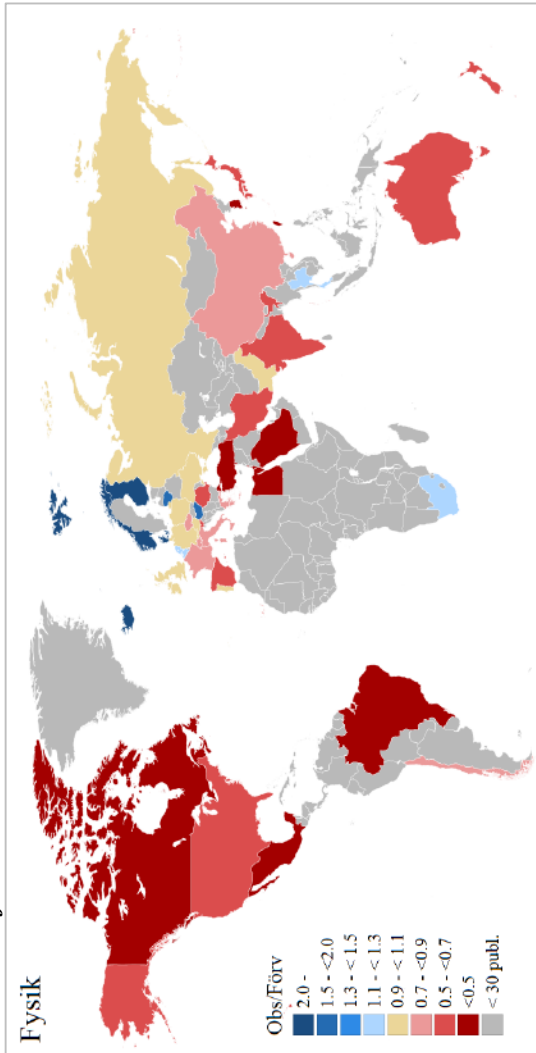 Fysik
Obs/Förv
2.0 -
1.5 - <2.0
1.3 - < 1.5
1.1 - < 1.3
0.9 - < 1.1
0.7 - <0.9
0.5 - <0.7
<0.5
< 30 publ.